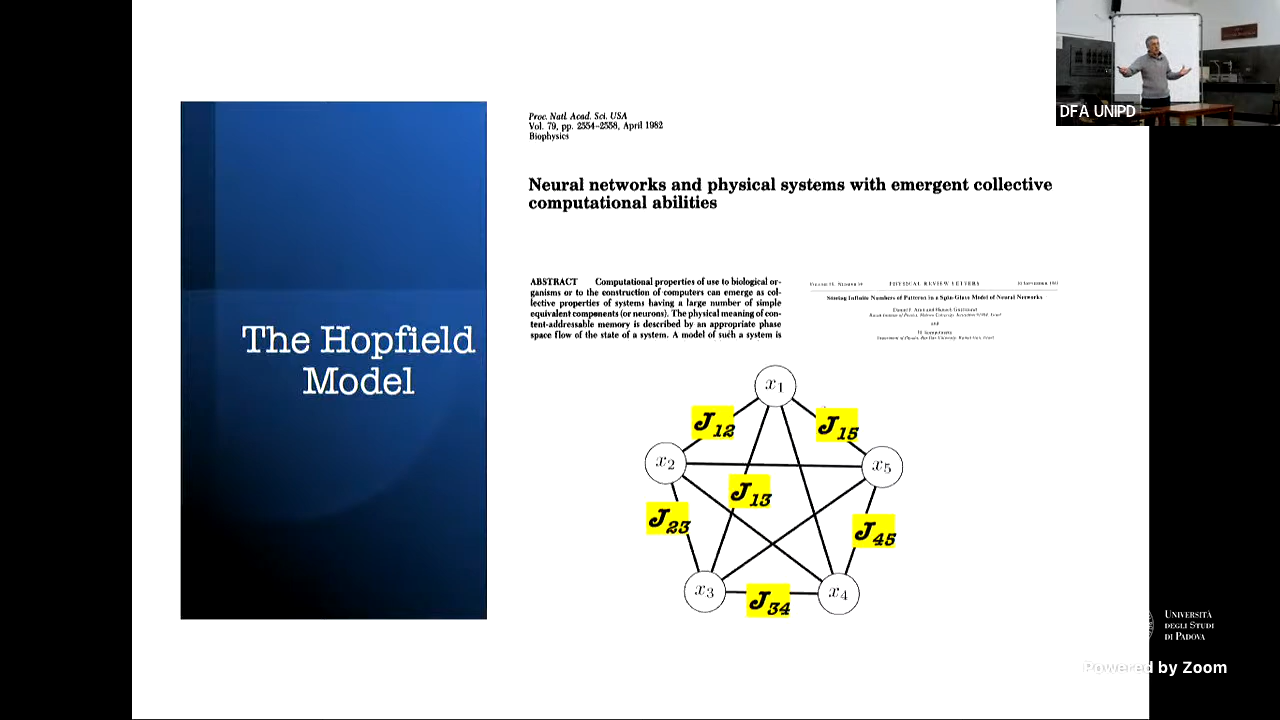 DFA UNIPD
The Hopfield
Model
Proc. Natl. Acad. Sci. USA
Vol. 79, pp. 2554-2558, April 1982
Biophysics
Neural networks and physical systems with emergent collective
computational abilities
ABSTRACT Computational properties of use to biological or-
ganisms or to the construction of computers can emerge as col-
lective properties of systems having a large number of simple
equivalent components (or neurons). The physical meaning of con-
tent-addressable memory is described by an appropriate phase
space flow of the state of a system. A model of such a system is
PHYSICAL REVIEW LETTERS
Storing Infinite Numbers of Patterns in a Spin-Glass Model of Neural Networks
and
x1
J12
J15
x2
x5
J13
J23
J45
x3
x4
J34
UNIVERSITÀ
DEGLI STUDI
DI PADOVA
Powered by Zoom